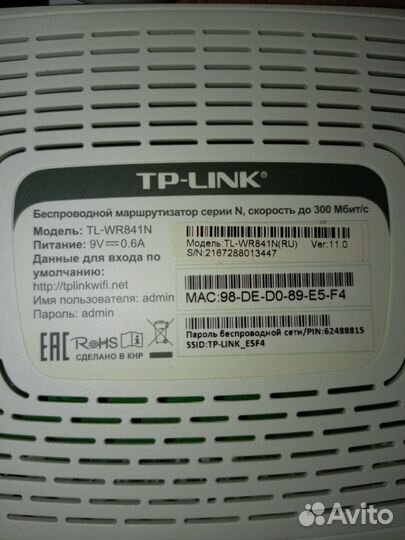 TP-LINK®
Беспроводной маршрутизатор серии N, скорость до 300 Мбит/с
Модель: TL-WR841N
Питание: 9V⎓0.6A
Данные для входа по умолчанию:
http://tplinkwifi.net
Имя пользователя: admin
Пароль: admin
Модель:TL-WR841N(RU) Ver:11.0
S/N:2167288013447
MAC:98-DE-D0-89-E5-F4
Пароль беспроводной сети/PIN:62488815
SSID:TP-LINK_E5F4
EAC RoHS
СДЕЛАНО В КНР
Avito